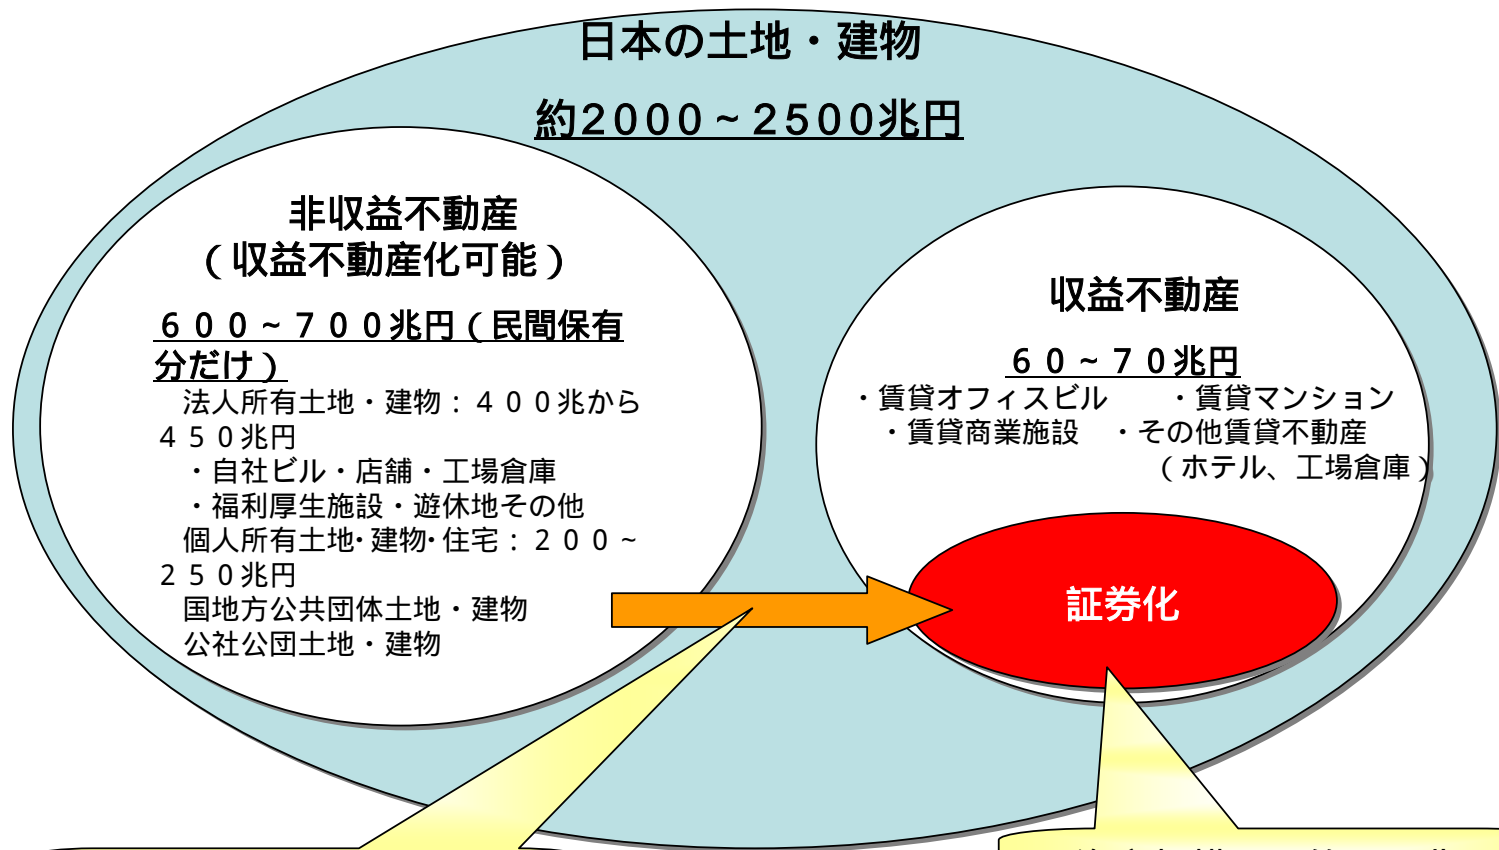 日本の土地・建物
約2000~2500兆円
非収益不動産
(収益不動産化可能)
600~700兆円(民間保有
分だけ)
法人所有土地・建物:400兆から
450兆円
・自社ビル・店舗・工場倉庫
・福利厚生施設・遊休地その他
個人所有土地・建物・住宅:200~
250兆円
国地方公共団体土地・建物
公社公団土地・建物
収益不動産
60~70兆円
・賃貸オフィスビル ・賃貸マンション
・賃貸商業施設 ・その他賃貸不動産
(ホテル、工場倉庫)
証券化